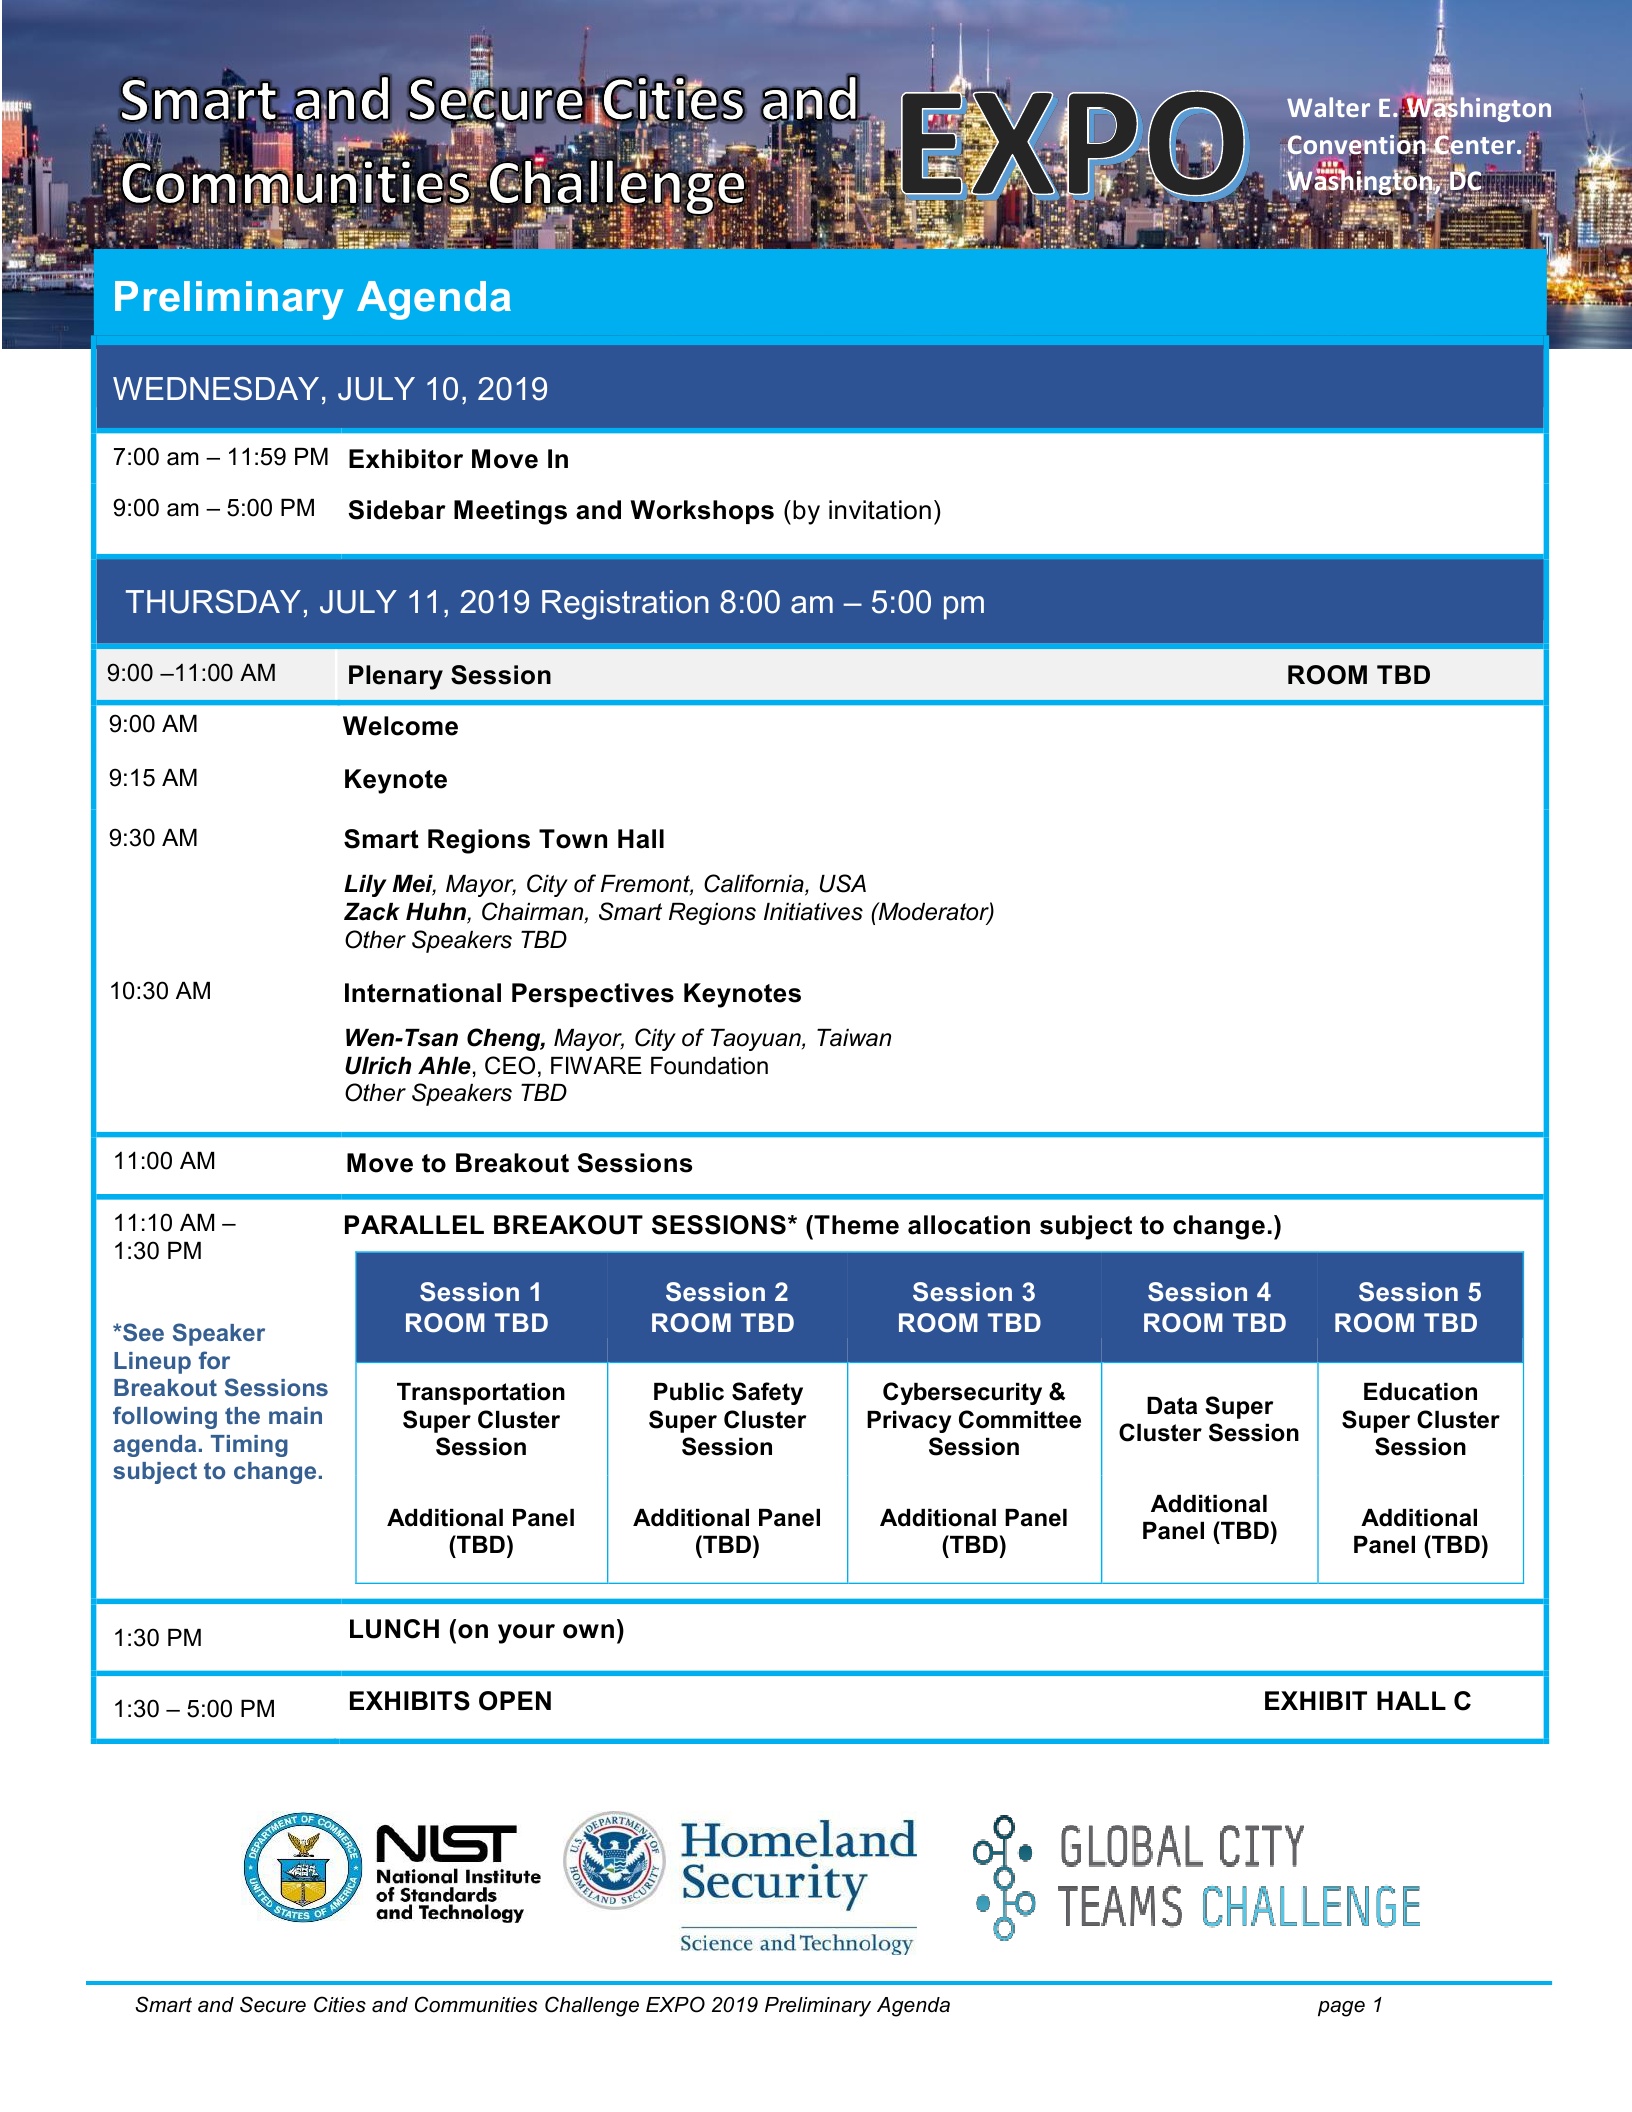 Smart and Secure Cities and
Communities Challenge
EXPO
Walter E. Washington
Convention Center.
Washington, DC
Preliminary Agenda
WEDNESDAY, JULY 10, 2019
7:00 am – 11:59 PM Exhibitor Move In
9:00 am – 5:00 PM Sidebar Meetings and Workshops (by invitation)
THURSDAY, JULY 11, 2019 Registration 8:00 am – 5:00 pm
9:00 –11:00 AM Plenary Session ROOM TBD
9:00 AM Welcome
9:15 AM Keynote
9:30 AM Smart Regions Town Hall
Lily Mei, Mayor, City of Fremont, California, USA
Zack Huhn, Chairman, Smart Regions Initiatives (Moderator)
Other Speakers TBD
10:30 AM International Perspectives Keynotes
Wen-Tsan Cheng, Mayor, City of Taoyuan, Taiwan
Ulrich Ahle, CEO, FIWARE Foundation
Other Speakers TBD
11:00 AM Move to Breakout Sessions
11:10 AM –
1:30 PM
*See Speaker
Lineup for
Breakout Sessions
following the main
agenda. Timing
subject to change.
PARALLEL BREAKOUT SESSIONS* (Theme allocation subject to change.)
Session 1
ROOM TBD
Session 2
ROOM TBD
Session 3
ROOM TBD
Session 4
ROOM TBD
Session 5
ROOM TBD
Transportation
Super Cluster
Session
Public Safety
Super Cluster
Session
Cybersecurity &
Privacy Committee
Session
Data Super
Cluster Session
Education
Super Cluster
Session
Additional Panel
(TBD)
Additional Panel
(TBD)
Additional Panel
(TBD)
Additional
Panel (TBD)
Additional
Panel (TBD)
1:30 PM LUNCH (on your own)
1:30 – 5:00 PM EXHIBITS OPEN EXHIBIT HALL C
DEPARTMENT OF COMMERCE
UNITED STATES OF AMERICA
NIST
National Institute
of Standards
and Technology
U.S. DEPARTMENT OF
HOMELAND SECURITY
Homeland
Security
Science and Technology
GLOBAL CITY
TEAMS CHALLENGE
Smart and Secure Cities and Communities Challenge EXPO 2019 Preliminary Agenda page 1